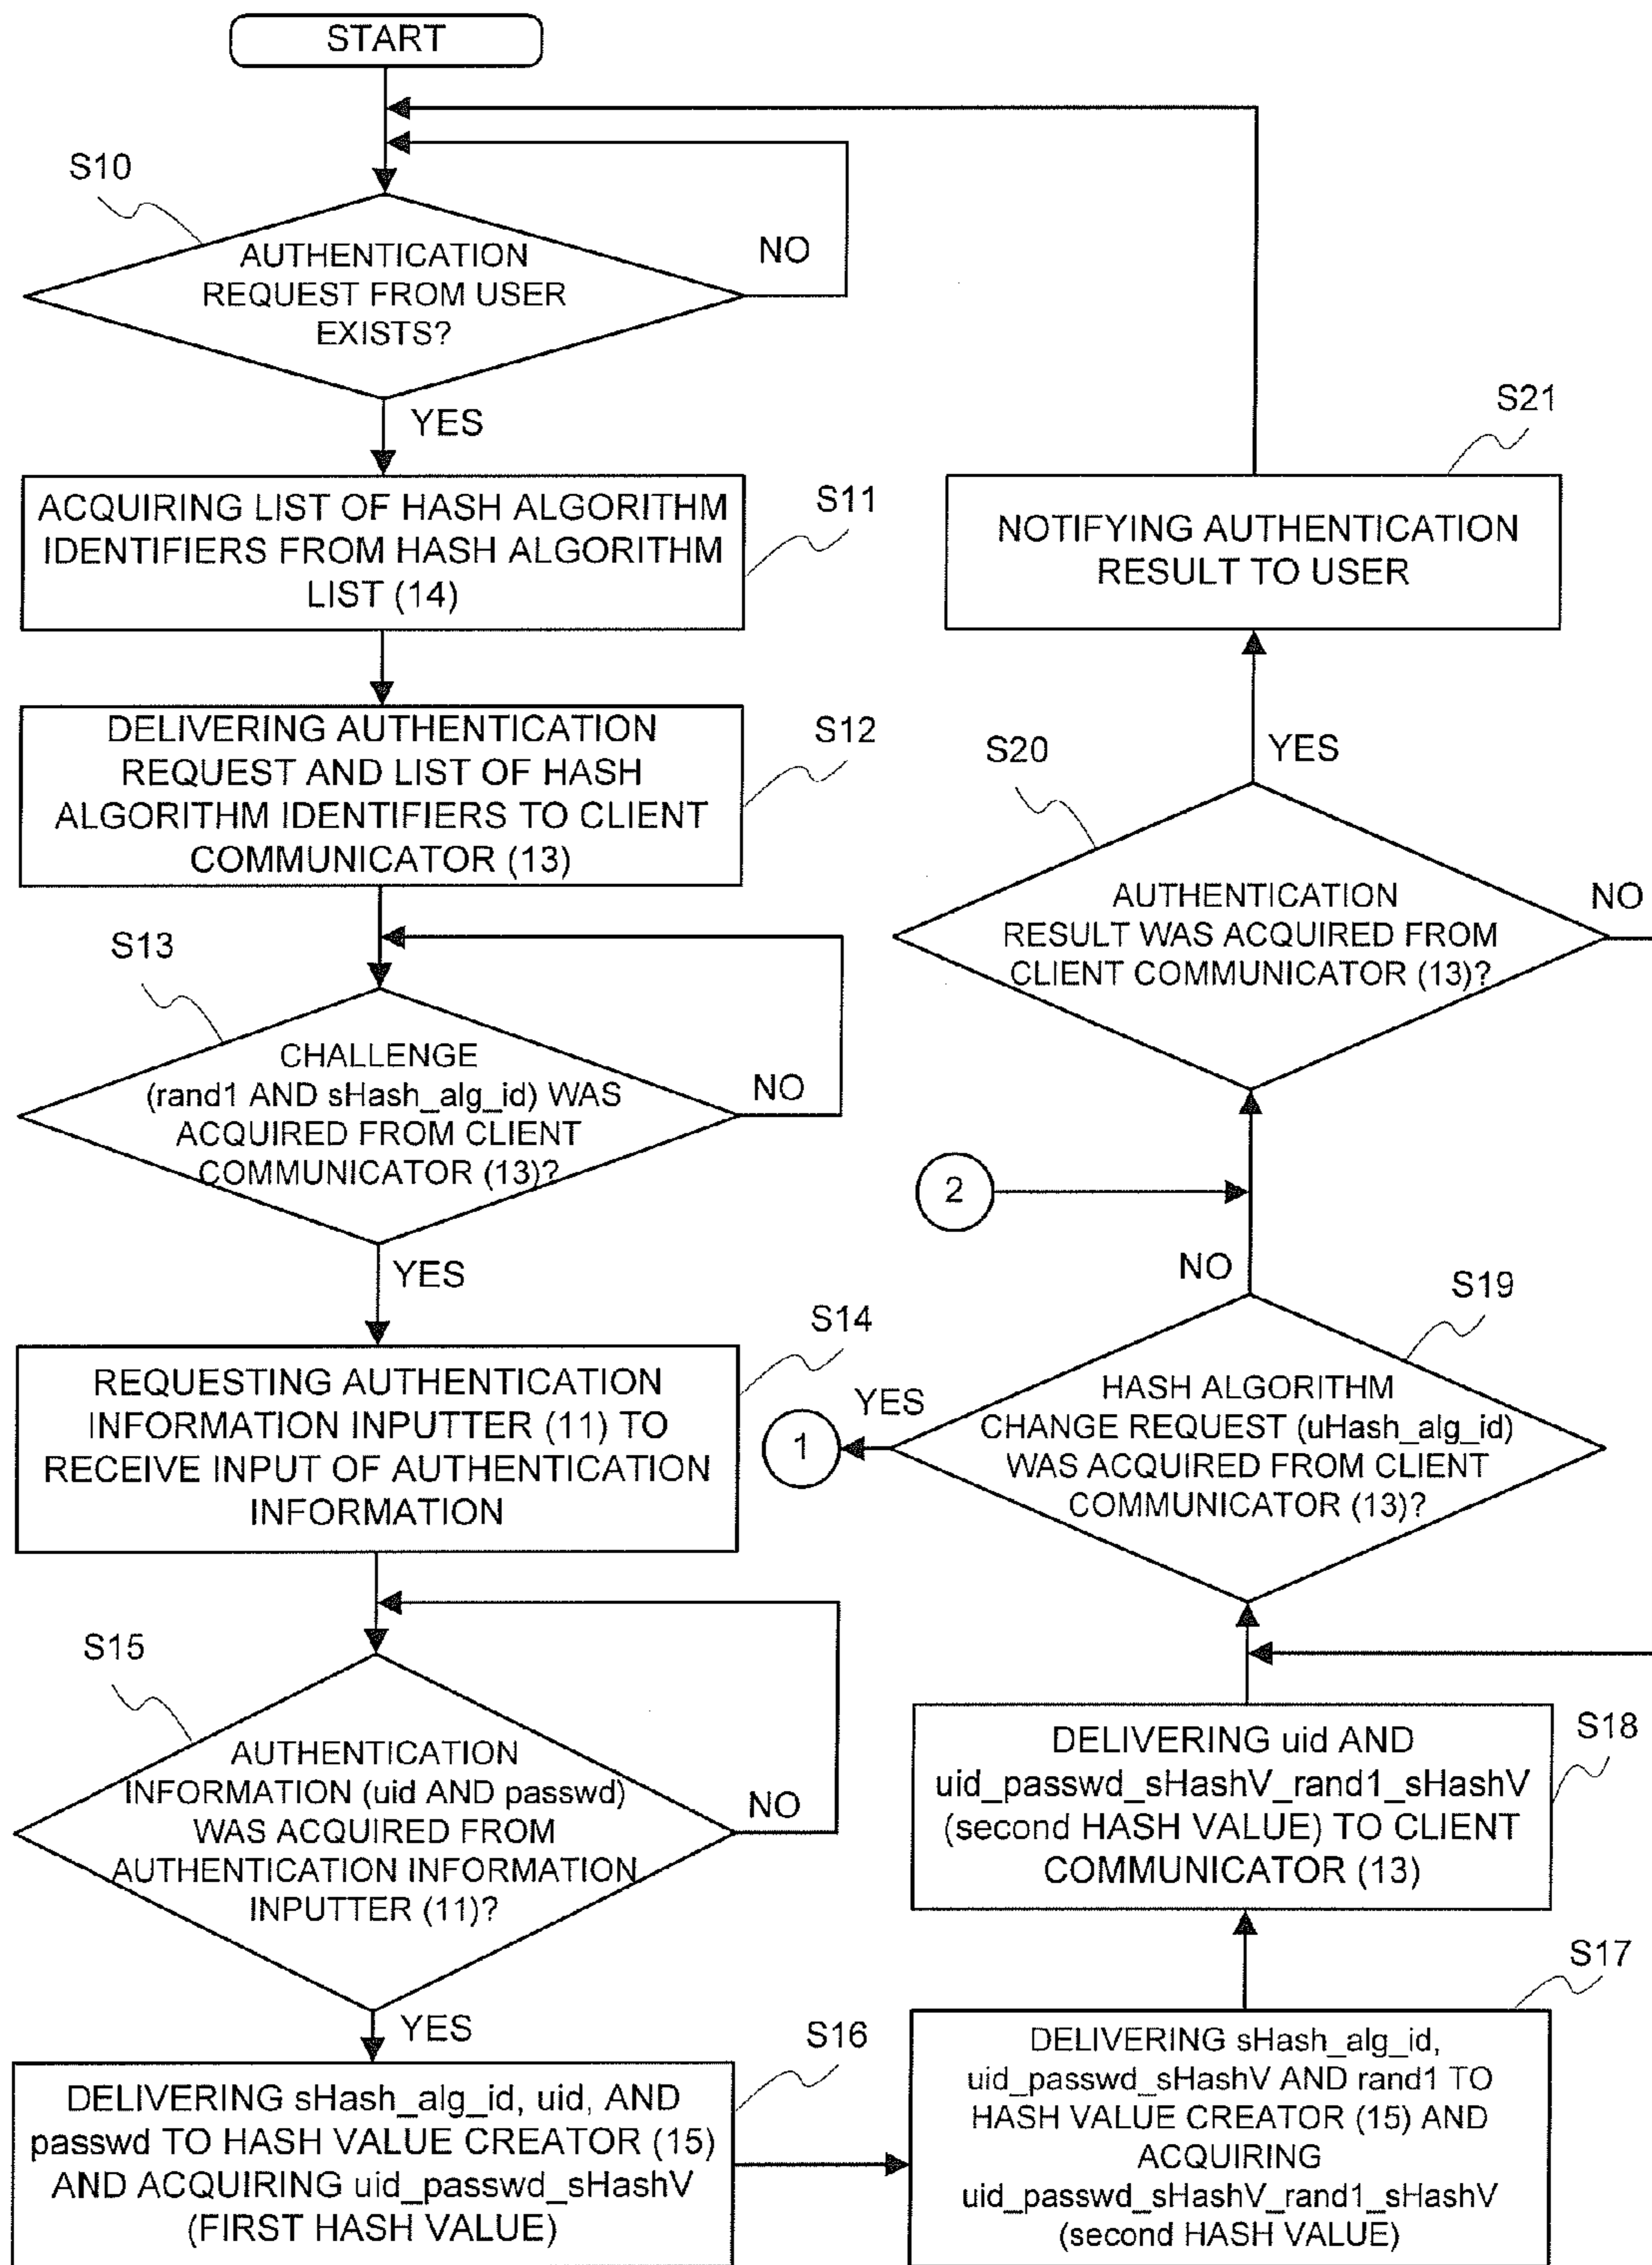 START
S10
AUTHENTICATION
REQUEST FROM USER
EXISTS?
NO
YES
S11
ACQUIRING LIST OF HASH ALGORITHM
IDENTIFIERS FROM HASH ALGORITHM
LIST (14)
S12
DELIVERING AUTHENTICATION
REQUEST AND LIST OF HASH
ALGORITHM IDENTIFIERS TO CLIENT
COMMUNICATOR (13)
S13
CHALLENGE
(rand1 AND sHash_alg_id) WAS
ACQUIRED FROM CLIENT
COMMUNICATOR (13)?
NO
YES
S14
REQUESTING AUTHENTICATION
INFORMATION INPUTTER (11) TO
RECEIVE INPUT OF AUTHENTICATION
INFORMATION
S15
AUTHENTICATION
INFORMATION (uid AND passwd)
WAS ACQUIRED FROM
AUTHENTICATION INFORMATION
INPUTTER (11)?
NO
YES
S16
DELIVERING sHash_alg_id, uid, AND
passwd TO HASH VALUE CREATOR (15)
AND ACQUIRING uid_passwd_sHashV
(FIRST HASH VALUE)
S17
DELIVERING sHash_alg_id,
uid_passwd_sHashV AND rand1 TO
HASH VALUE CREATOR (15) AND
ACQUIRING
uid_passwd_sHashV_rand1_sHashV
(second HASH VALUE)
S18
DELIVERING uid AND
uid_passwd_sHashV_rand1_sHashV
(second HASH VALUE) TO CLIENT
COMMUNICATOR (13)
S19
HASH ALGORITHM
CHANGE REQUEST (uHash_alg_id)
WAS ACQUIRED FROM CLIENT
COMMUNICATOR (13)?
YES
1
NO
2
S20
AUTHENTICATION
RESULT WAS ACQUIRED FROM
CLIENT COMMUNICATOR (13)?
NO
YES
S21
NOTIFYING AUTHENTICATION
RESULT TO USER